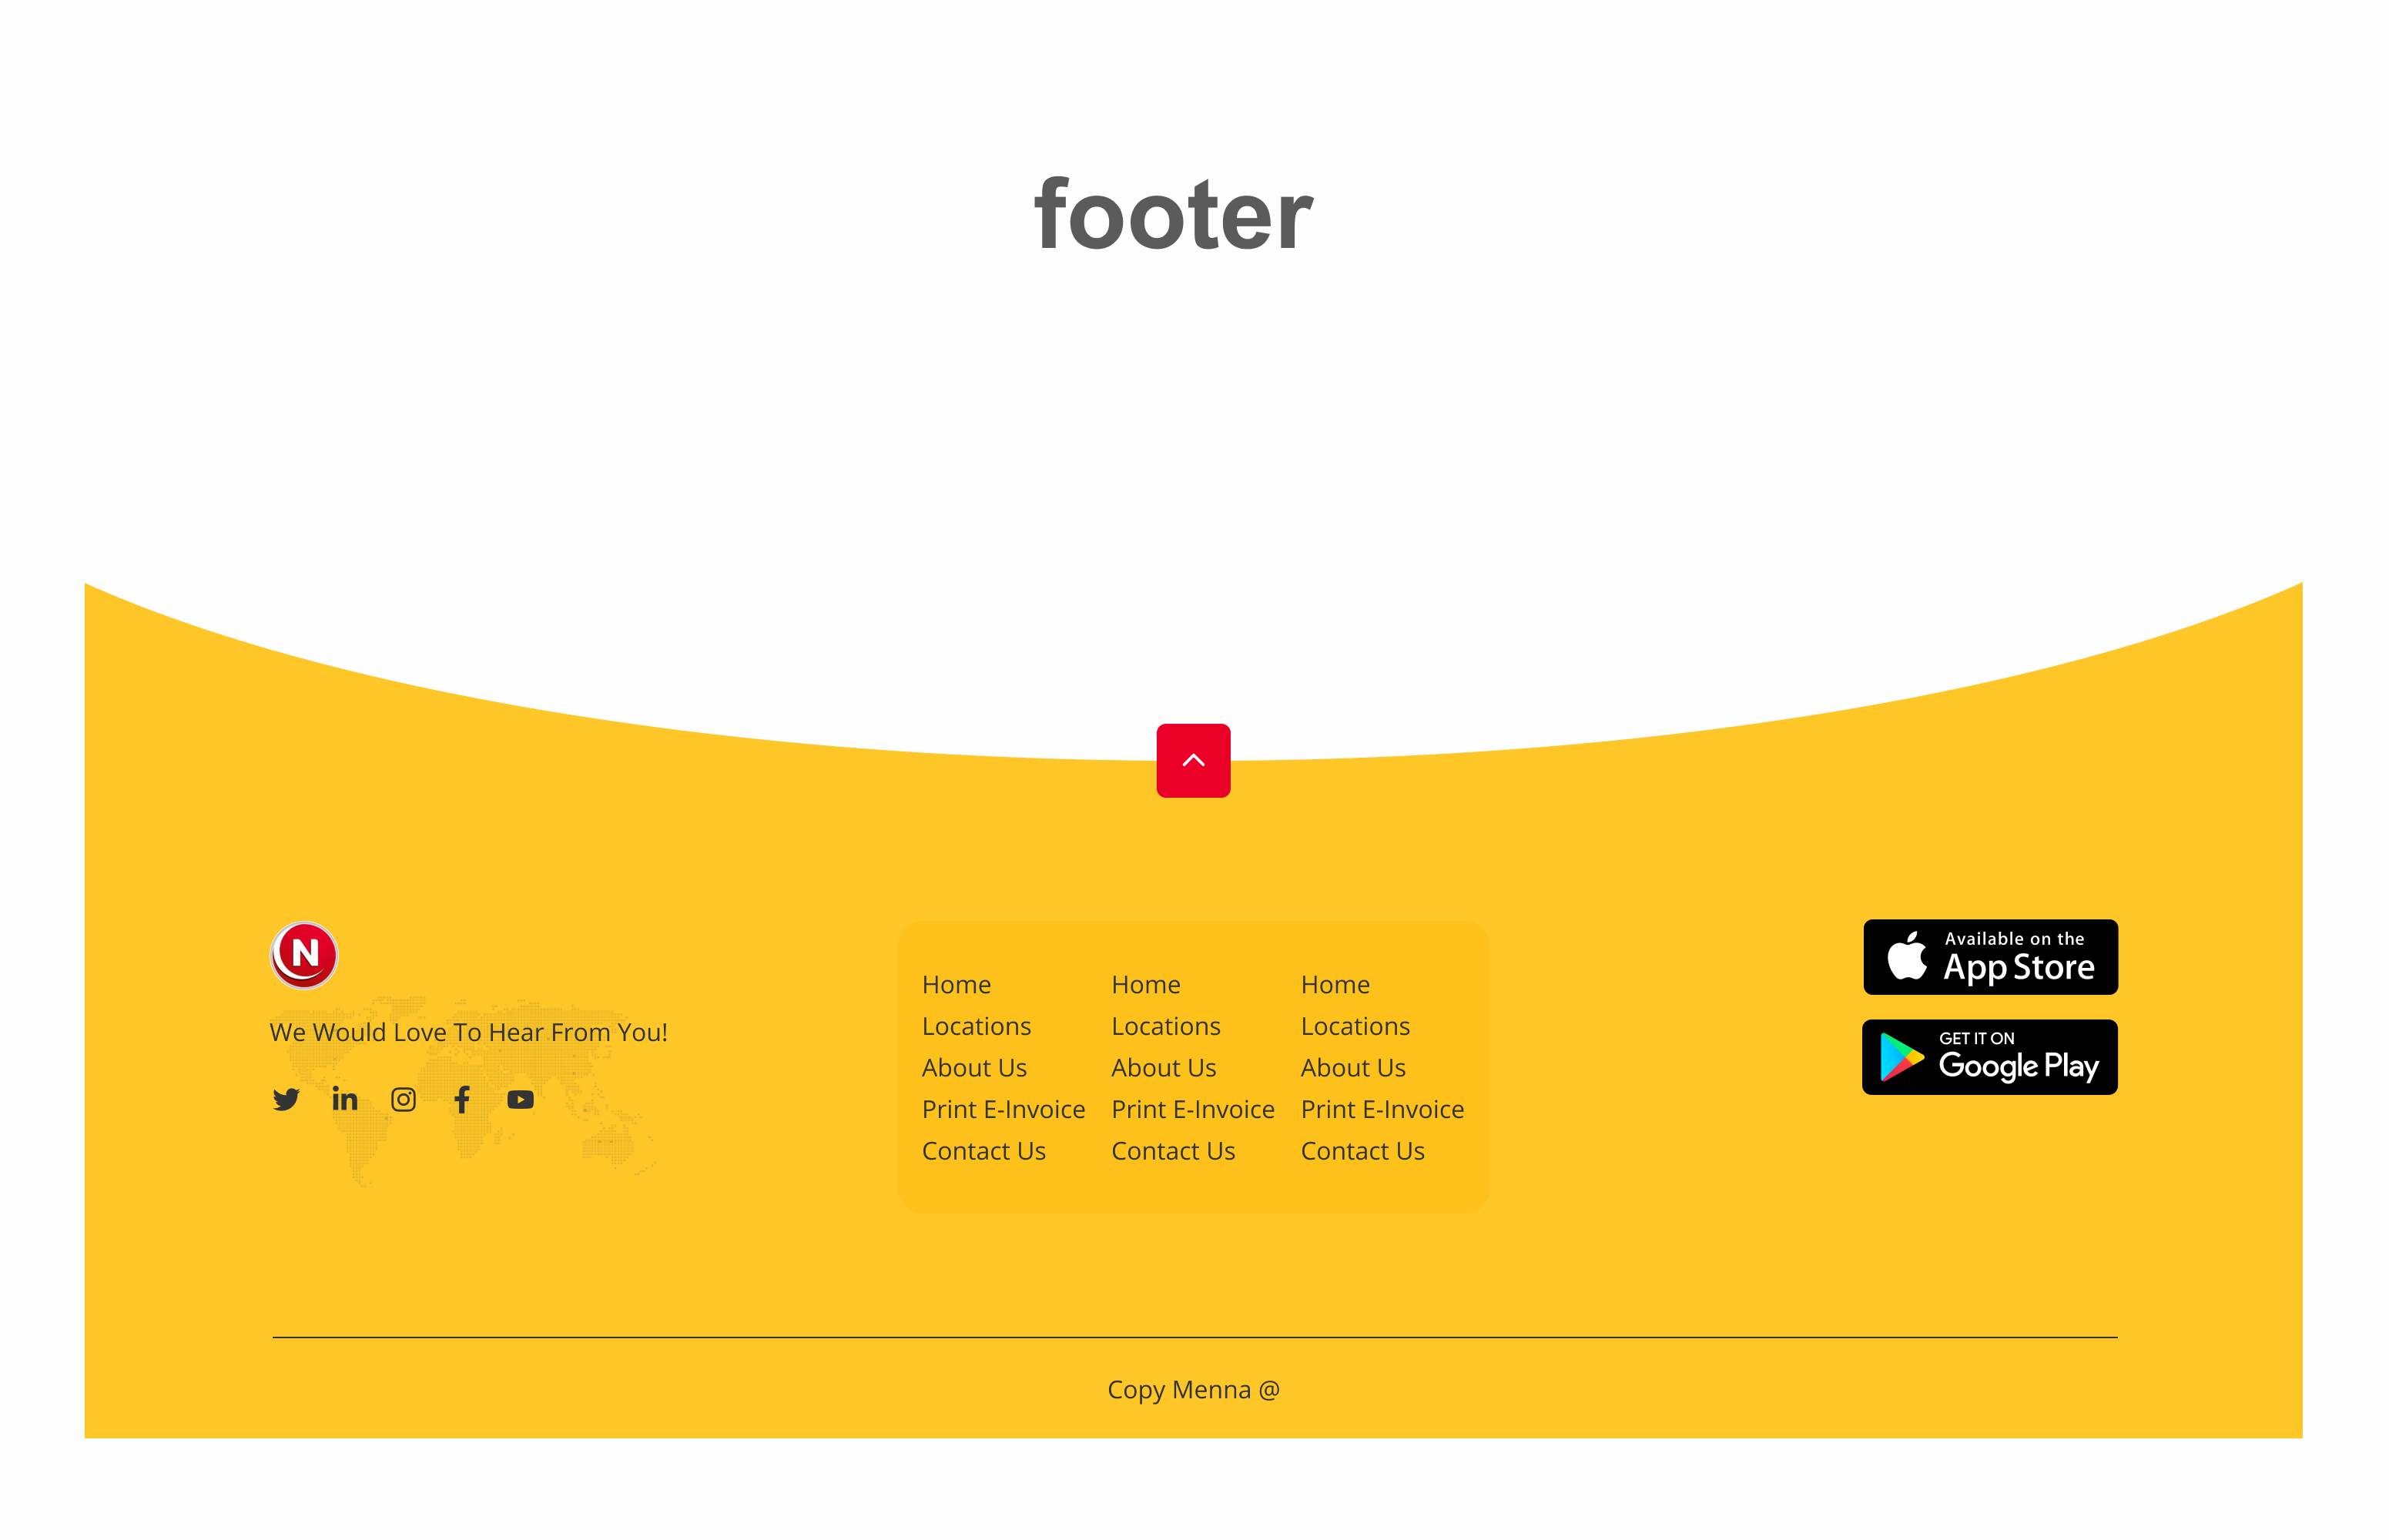 footer
N
We Would Love To Hear From You!
Home
Locations
About Us
Print E-Invoice
Contact Us
Home
Locations
About Us
Print E-Invoice
Contact Us
Home
Locations
About Us
Print E-Invoice
Contact Us
Available on the
App Store
GET IT ON
Google Play
Copy Menna @